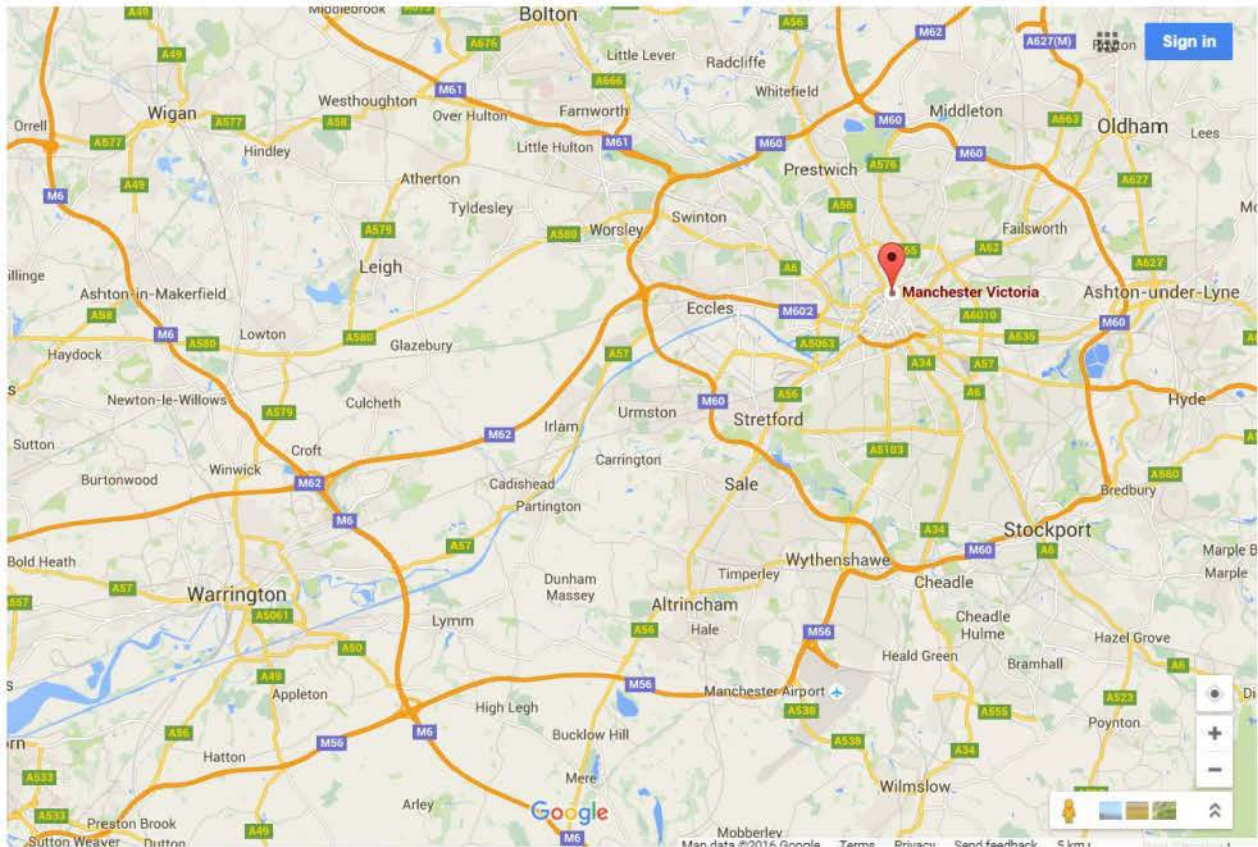 Middlebrook
A49
A676
Bolton
A56
M62
A627(M)
Sign in
A49
Little Lever
Radcliffe
A666
Whitefield
Middleton
M61
Westhoughton
Farnworth
Wigan
A577
A58
Over Hulton
M60
A663
Oldham
Lees
Orrell
A577
Hindley
Little Hulton
M61
M60
M60
Prestwich
A576
Atherton
A627
A49
M6
Tyldesley
Swinton
A56
Failsworth
A579
A580
Worsley
A62
Leigh
A6
A627
Ashton-in-Makerfield
Manchester Victoria
Ashton-under-Lyne
Eccles
M602
A58
M6
Lowton
A580
A580
Glazebury
A5063
A6010
A635
M60
Haydock
A57
A34
A57
Newton-le-Willows
A579
Culcheth
M60
A56
A6
Hyde
Urmston
Stretford
Irlam
M62
Sutton
Croft
A5103
Winwick
Carrington
A560
Burtonwood
M62
Cadishead
Sale
Bredbury
Partington
M6
A34
Stockport
A57
M60
A6
Bold Heath
Wythenshawe
Marple B
Timperley
Marple
A57
Dunham
Massey
Cheadle
Warrington
Altrincham
A5061
Lymm
Cheadle
Hulme
A56
Hale
M56
Hazel Grove
A50
Heald Green
Bramhall
A6
A49
M56
Manchester Airport
Appleton
High Legh
A538
A555
A523
Poynton
A56
M56
M6
Bucklow Hill
A538
A34
Hatton
Mere
A533
Wilmslow
Arley
Google
A533
Preston Brook
A49
M6
Mobberley
Sutton Weaver
Dutton
Map data ©2016 Google
Terms
Privacy
Send feedback
5 km